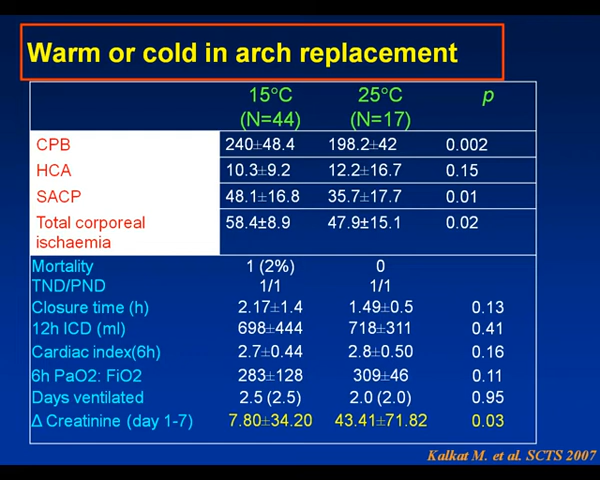 Warm or cold in arch replacement
15°C 25°C p
(N=44) (N=17)
CPB 240±48.4 198.2±42 0.002
HCA 10.3±9.2 12.2±16.7 0.15
SACP 48.1±16.8 35.7±17.7 0.01
Total corporeal 58.4±8.9 47.9±15.1 0.02
ischaemia
Mortality 1 (2%) 0
TND/PND 1/1 1/1
Closure time (h) 2.17±1.4 1.49±0.5 0.13
12h ICD (ml) 698±444 718±311 0.41
Cardiac index(6h) 2.7±0.44 2.8±0.50 0.16
6h PaO2: FiO2 283±128 309±46 0.11
Days ventilated 2.5 (2.5) 2.0 (2.0) 0.95
Δ Creatinine (day 1-7) 7.80±34.20 43.41±71.82 0.03
Kalkat M. et al. SCTS 2007